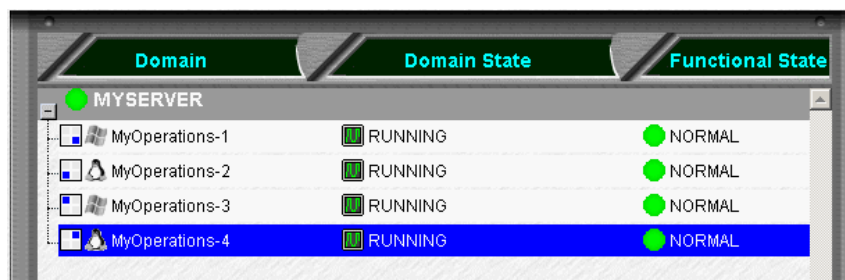 Domain Domain State Functional State
MYSERVER
MyOperations-1 RUNNING NORMAL
MyOperations-2 RUNNING NORMAL
MyOperations-3 RUNNING NORMAL
MyOperations-4 RUNNING NORMAL